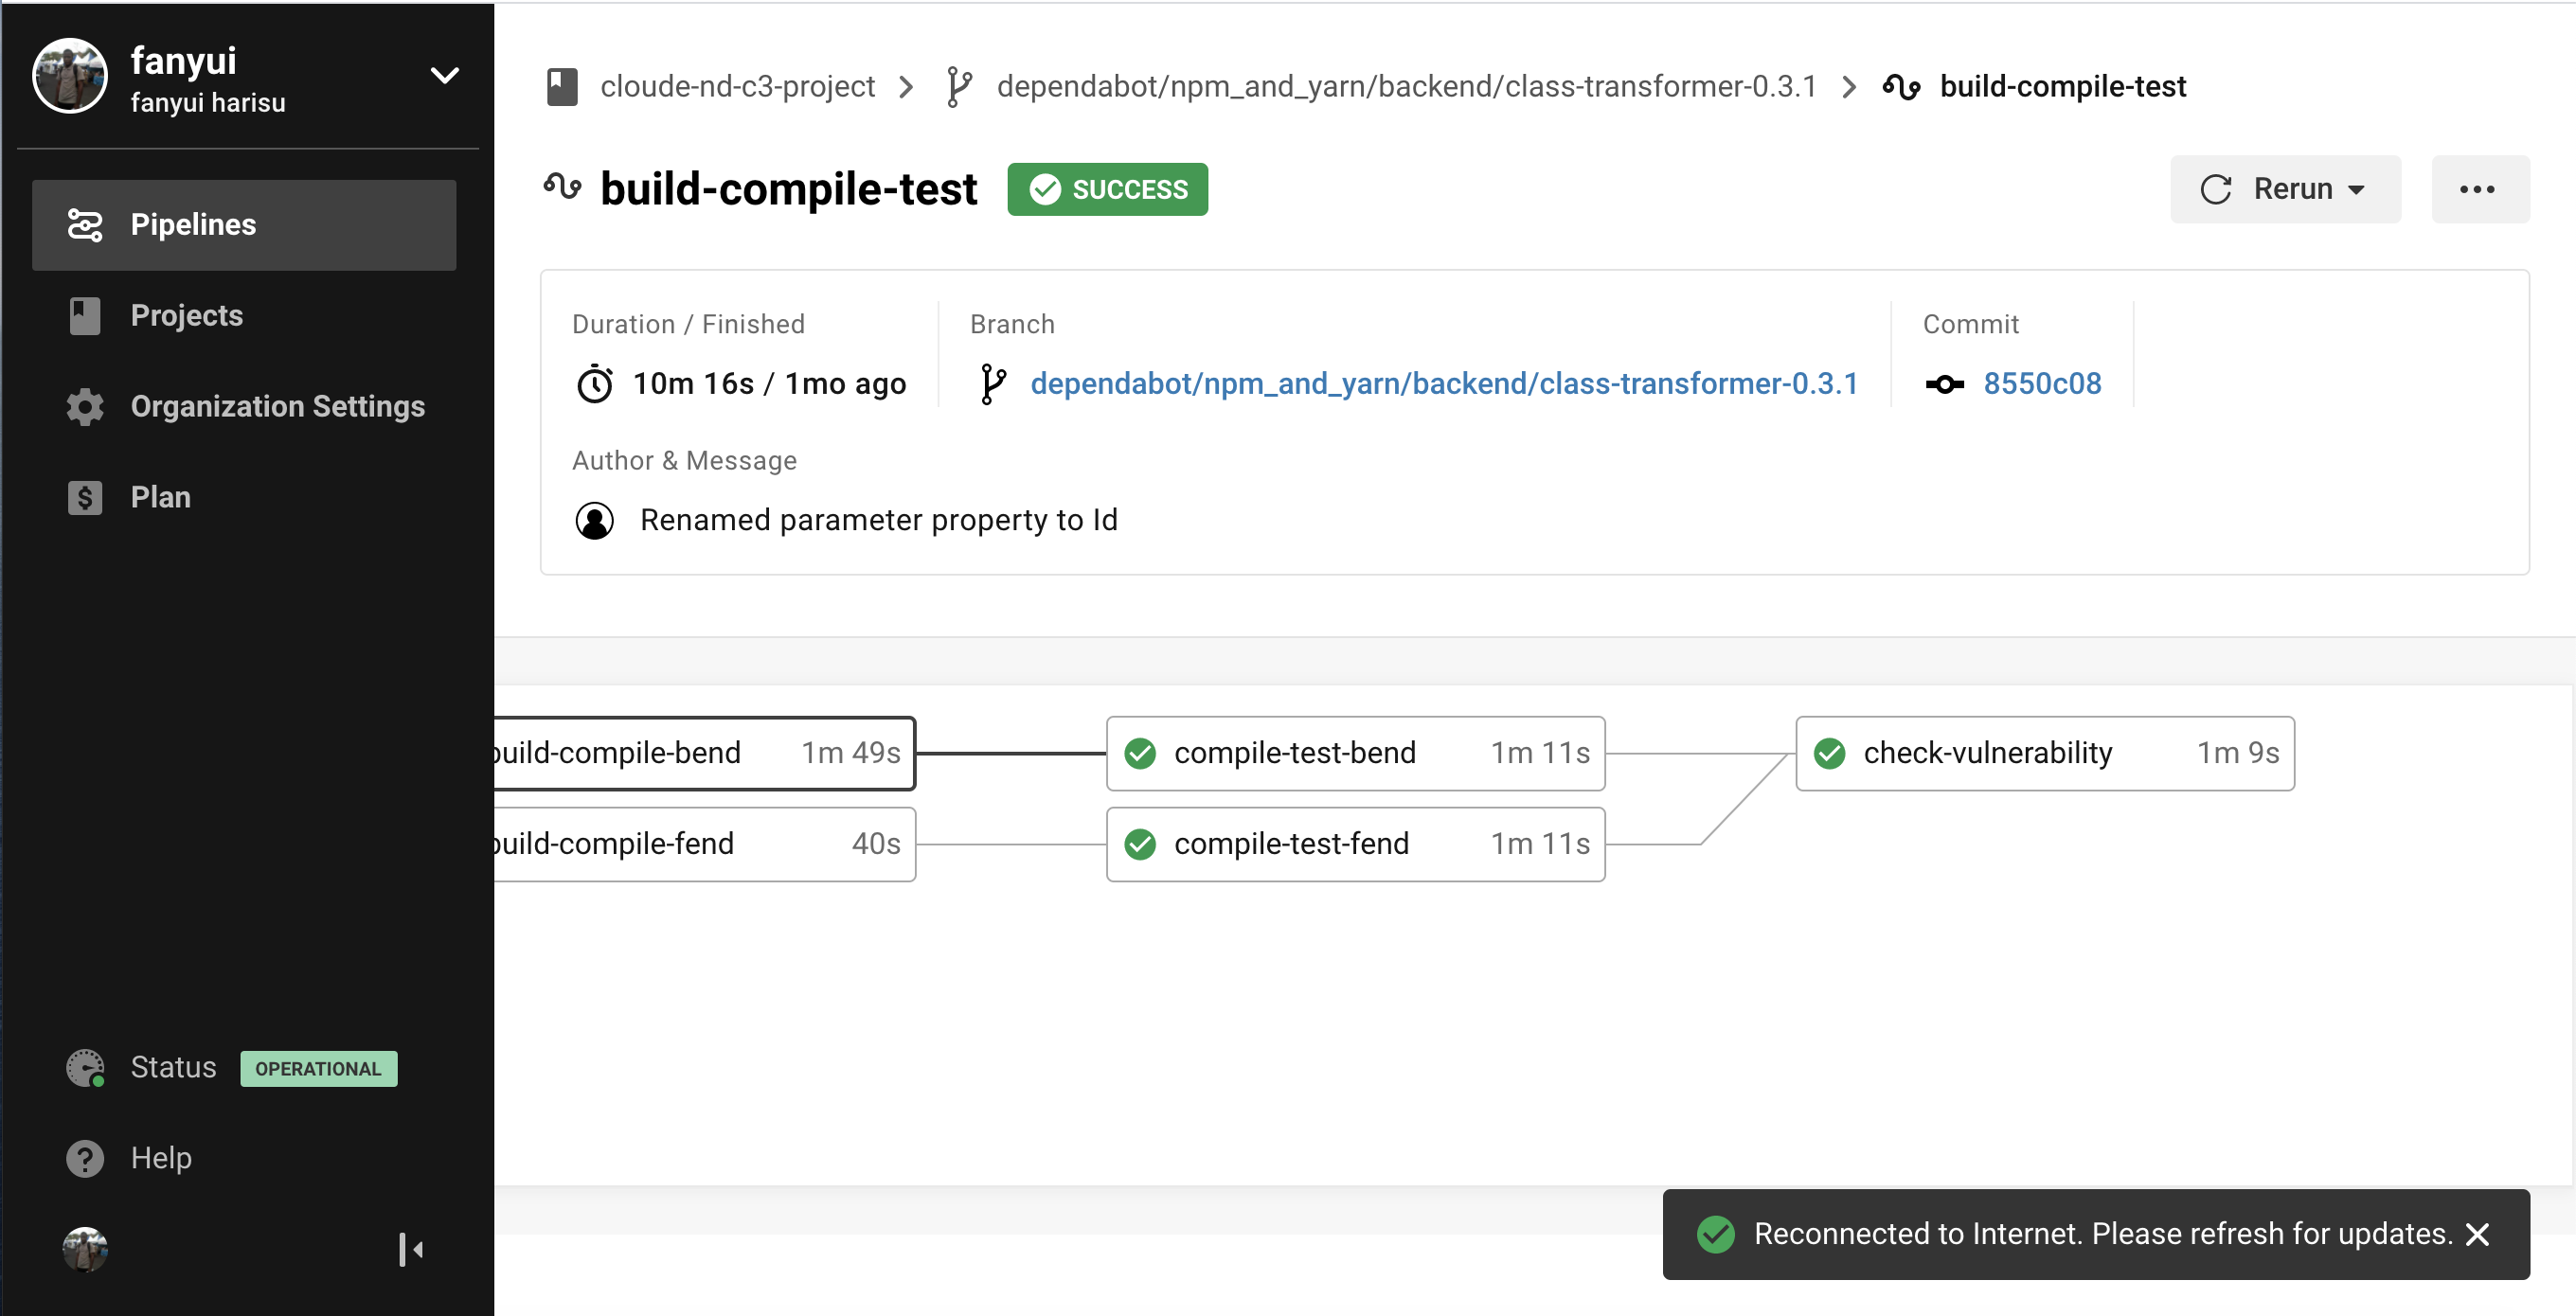 fanyui
fanyui harisu
Pipelines
Projects
Organization Settings
Plan
Status OPERATIONAL
Help
cloude-nd-c3-project dependabot/npm_and_yarn/backend/class-transformer-0.3.1 build-compile-test
build-compile-test SUCCESS Rerun
Duration / Finished Branch Commit
10m 16s / 1mo ago dependabot/npm_and_yarn/backend/class-transformer-0.3.1 8550c08
Author & Message
Renamed parameter property to Id
build-compile-bend 1m 49s compile-test-bend 1m 11s check-vulnerability 1m 9s
build-compile-fend 40s compile-test-fend 1m 11s
Reconnected to Internet. Please refresh for updates.